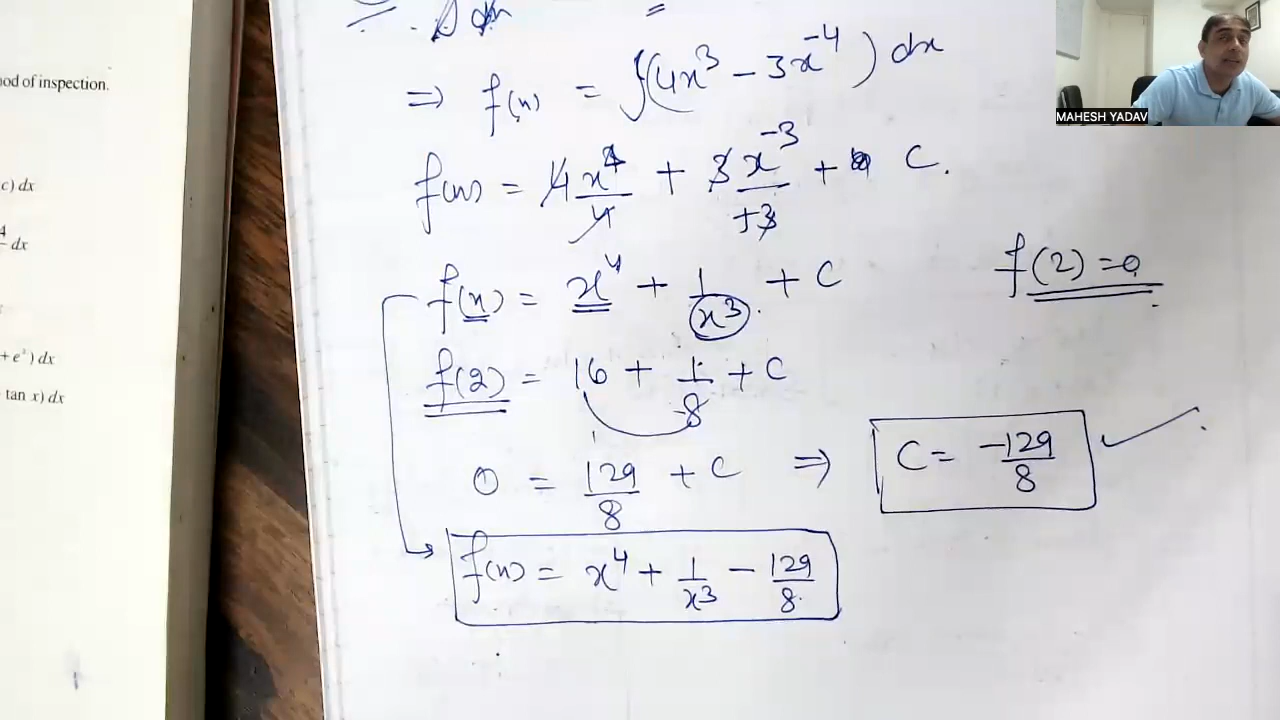 ⇒ f(x) = ∫(4x³ − 3x⁻⁴) dx
MAHESH YADAV
od of inspection.
f(x) = 4x⁴/4 + 3x⁻³/+3 + C.
c) dx
4 dx
f(2) = 0
f(x) = x⁴ + 1/x³ + C
+ eˣ) dx
f(2) = 16 + 1/8 + C
tan x) dx
0 = 129/8 + C ⇒ C = −129/8
f(x) = x⁴ + 1/x³ − 129/8